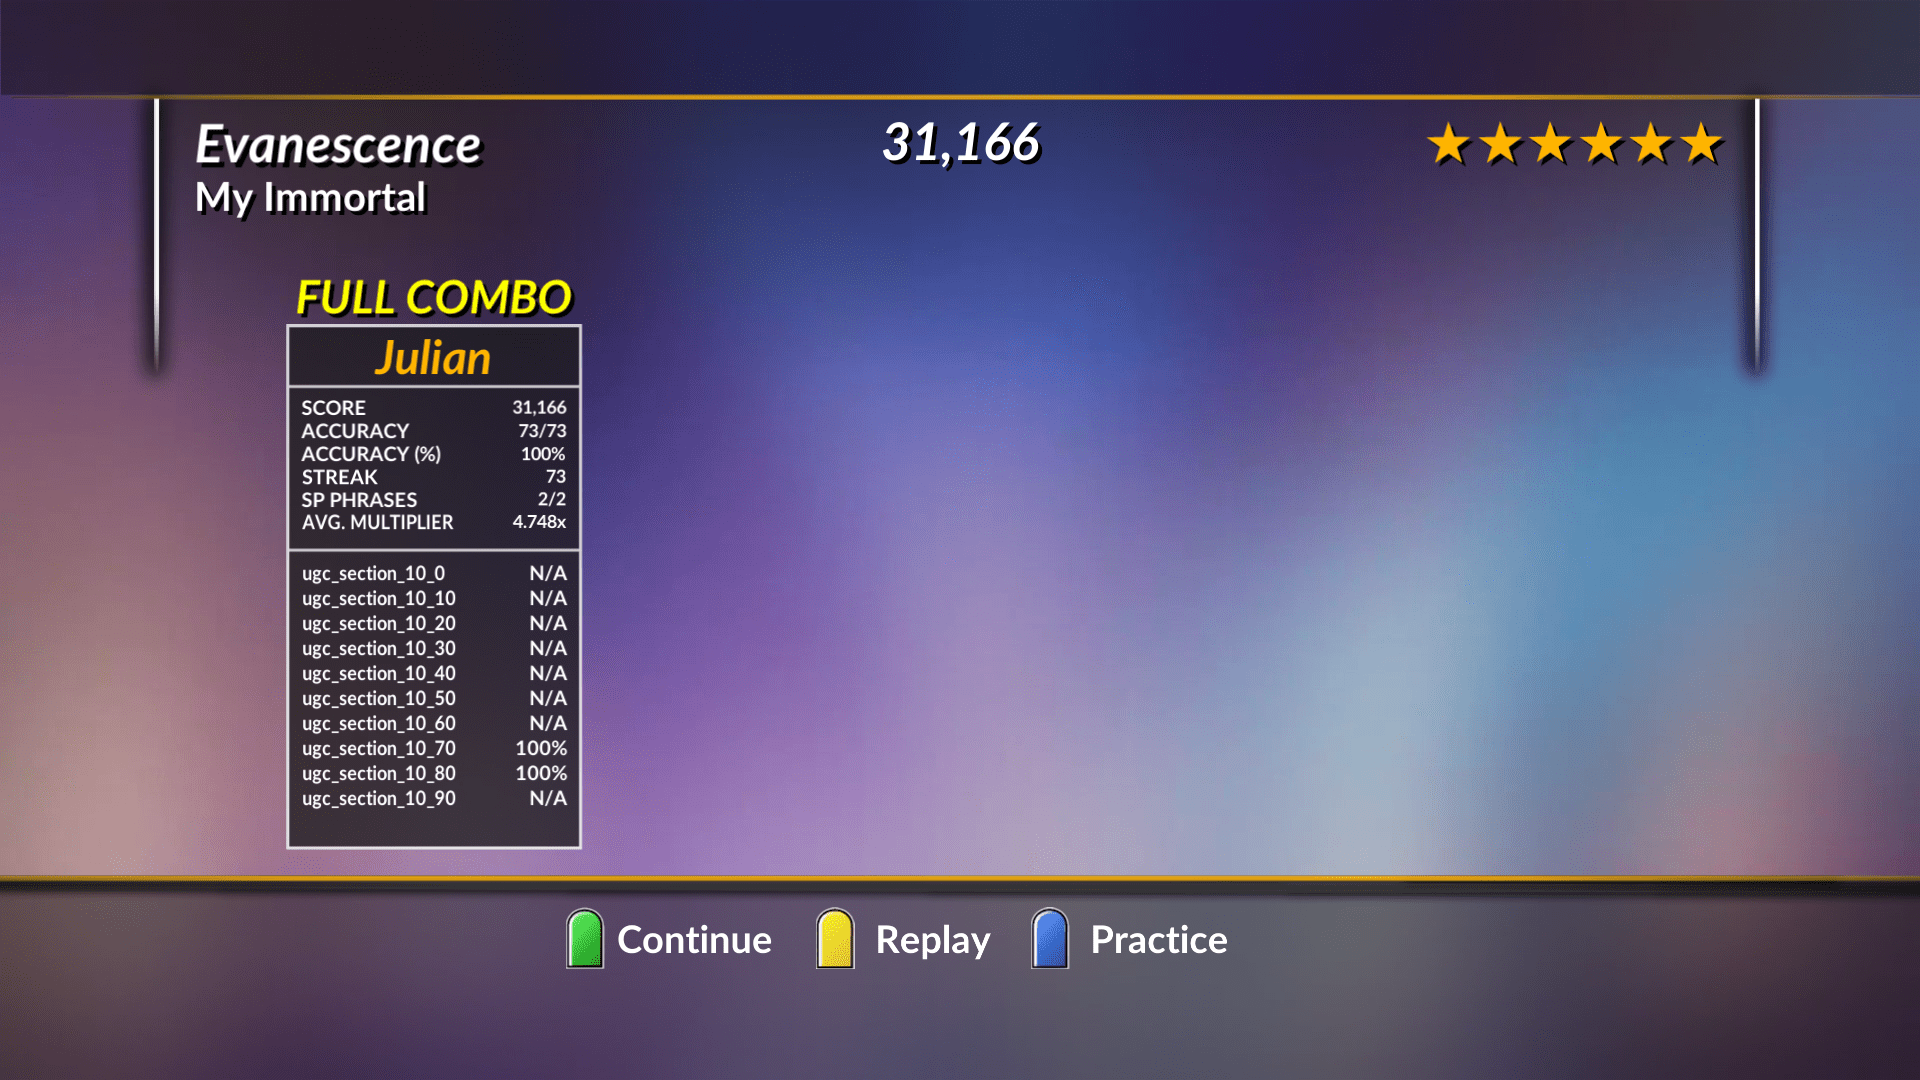 Evanescence
31,166
My Immortal
FULL COMBO
Julian
SCORE 31,166
ACCURACY 73/73
ACCURACY (%) 100%
STREAK 73
SP PHRASES 2/2
AVG. MULTIPLIER 4.748x
ugc_section_10_0 N/A
ugc_section_10_10 N/A
ugc_section_10_20 N/A
ugc_section_10_30 N/A
ugc_section_10_40 N/A
ugc_section_10_50 N/A
ugc_section_10_60 N/A
ugc_section_10_70 100%
ugc_section_10_80 100%
ugc_section_10_90 N/A
Continue Replay Practice